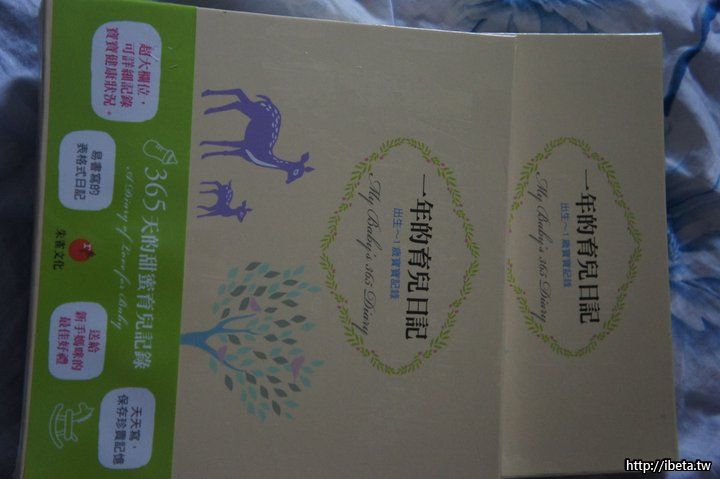 一年的育兒日記
出生～1歲寶寶記錄
My Baby's 365 Diary
一年的育兒日記
出生～1歲寶寶記錄
My Baby's 365 Diary
超大欄位，
可詳細記錄
寶寶健康狀況。
365天的甜蜜育兒記錄
A Diary of Love for Baby
易書寫的
表格式日記
朱雀文化
送給
新手媽咪的
最佳好禮
天天寫，
保存珍貴記憶
http://ibeta.tw